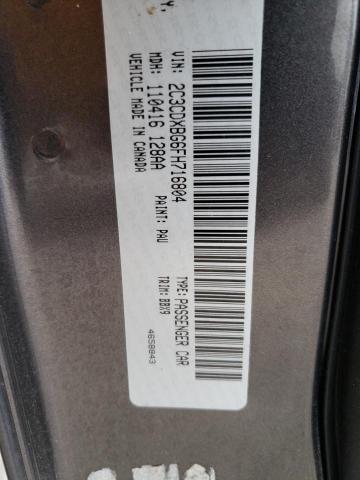 Y.
VIN: 2C3CDXBG6FH716804
TYPE: PASSENGER CAR
MDH: 110416 128AA
PAINT: PAU
TRIM: BBX9
VEHICLE MADE IN CANADA
4658843